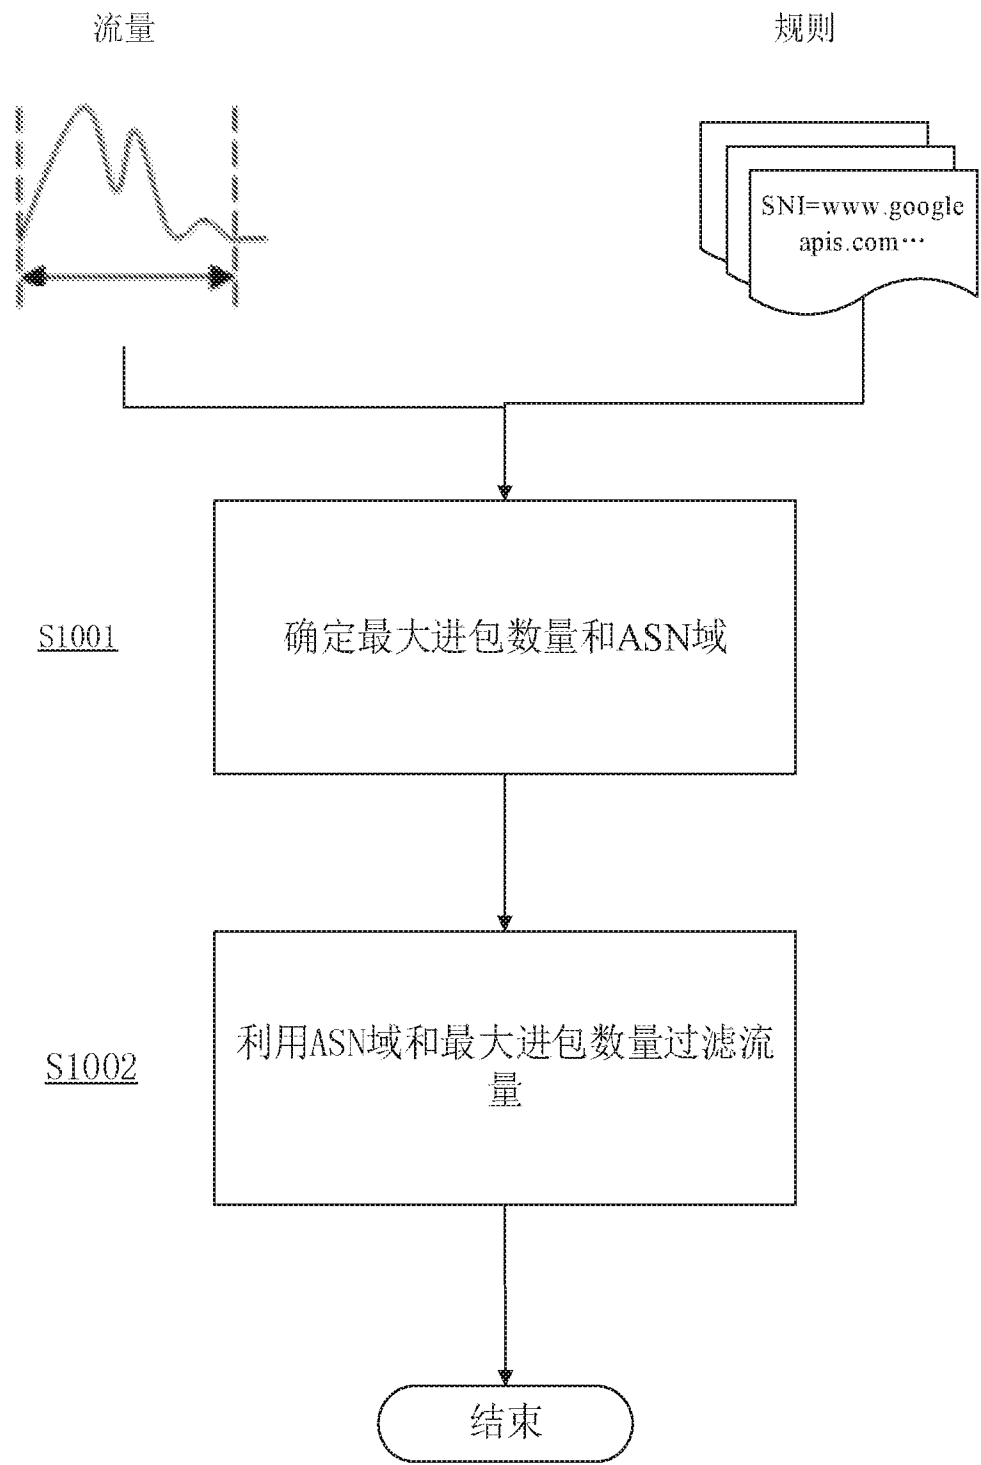 流量
规则
SNI=www.google
apis.com…
S1001
确定最大进包数量和ASN域
S1002
利用ASN域和最大进包数量过滤流
量
结束